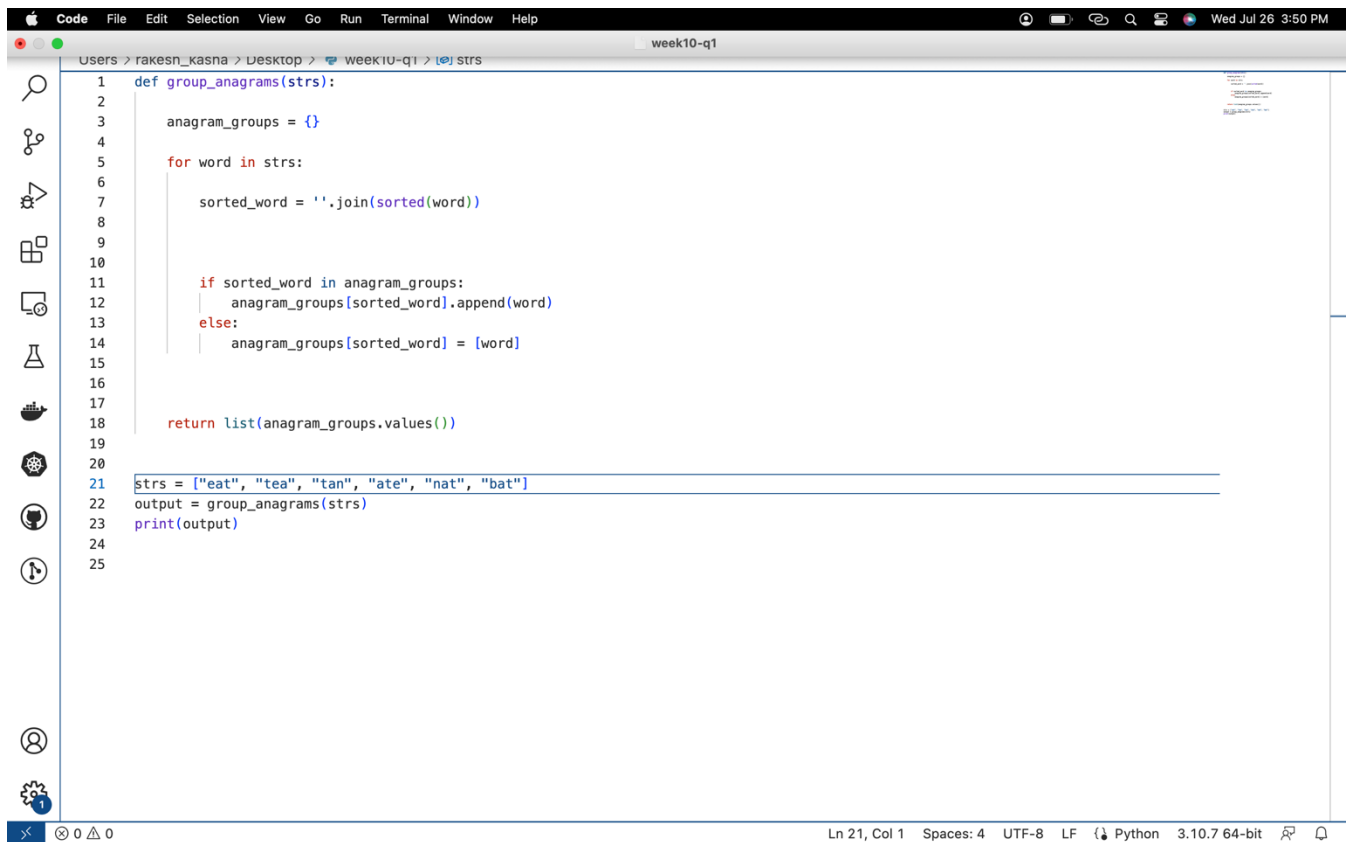 Code File Edit Selection View Go Run Terminal Window Help Wed Jul 26 3:50 PM
week10-q1
Users > rakesh_kasha > Desktop > week10-q1 > strs
1 def group_anagrams(strs):
2
3     anagram_groups = {}
4
5     for word in strs:
6
7         sorted_word = ''.join(sorted(word))
8
9
10
11         if sorted_word in anagram_groups:
12             anagram_groups[sorted_word].append(word)
13         else:
14             anagram_groups[sorted_word] = [word]
15
16
17
18     return list(anagram_groups.values())
19
20
21 strs = ["eat", "tea", "tan", "ate", "nat", "bat"]
22 output = group_anagrams(strs)
23 print(output)
24
25
1
0 0 Ln 21, Col 1 Spaces: 4 UTF-8 LF Python 3.10.7 64-bit